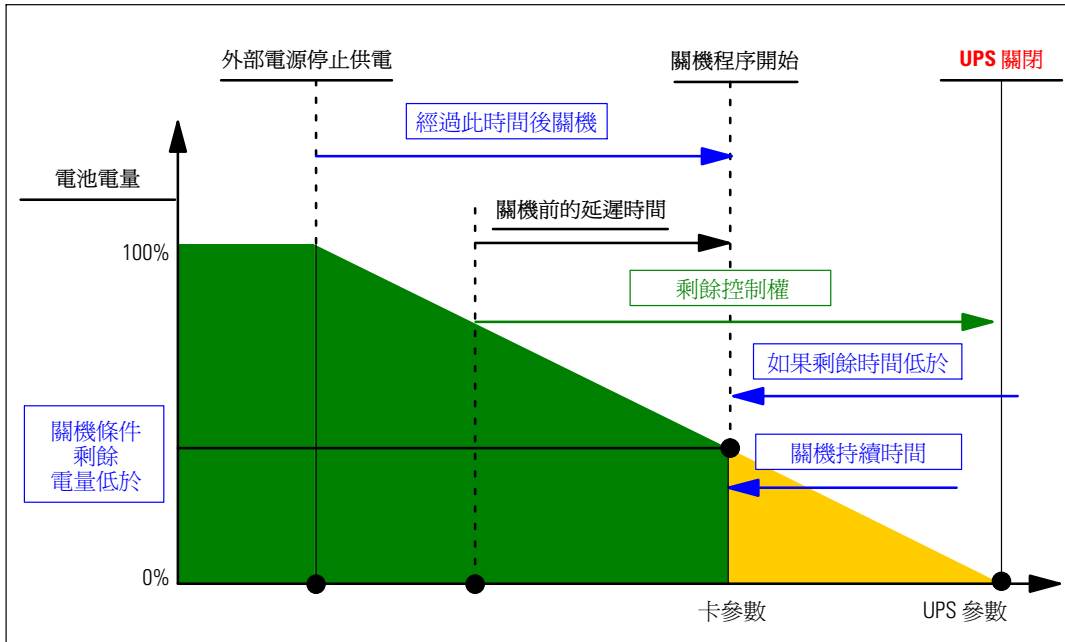 外部電源停止供電
關機程序開始
UPS 關閉
經過此時間後關機
電池電量
關機前的延遲時間
100%
剩餘控制權
如果剩餘時間低於
關機條件
剩餘
電量低於
關機持續時間
0%
卡參數
UPS 參數